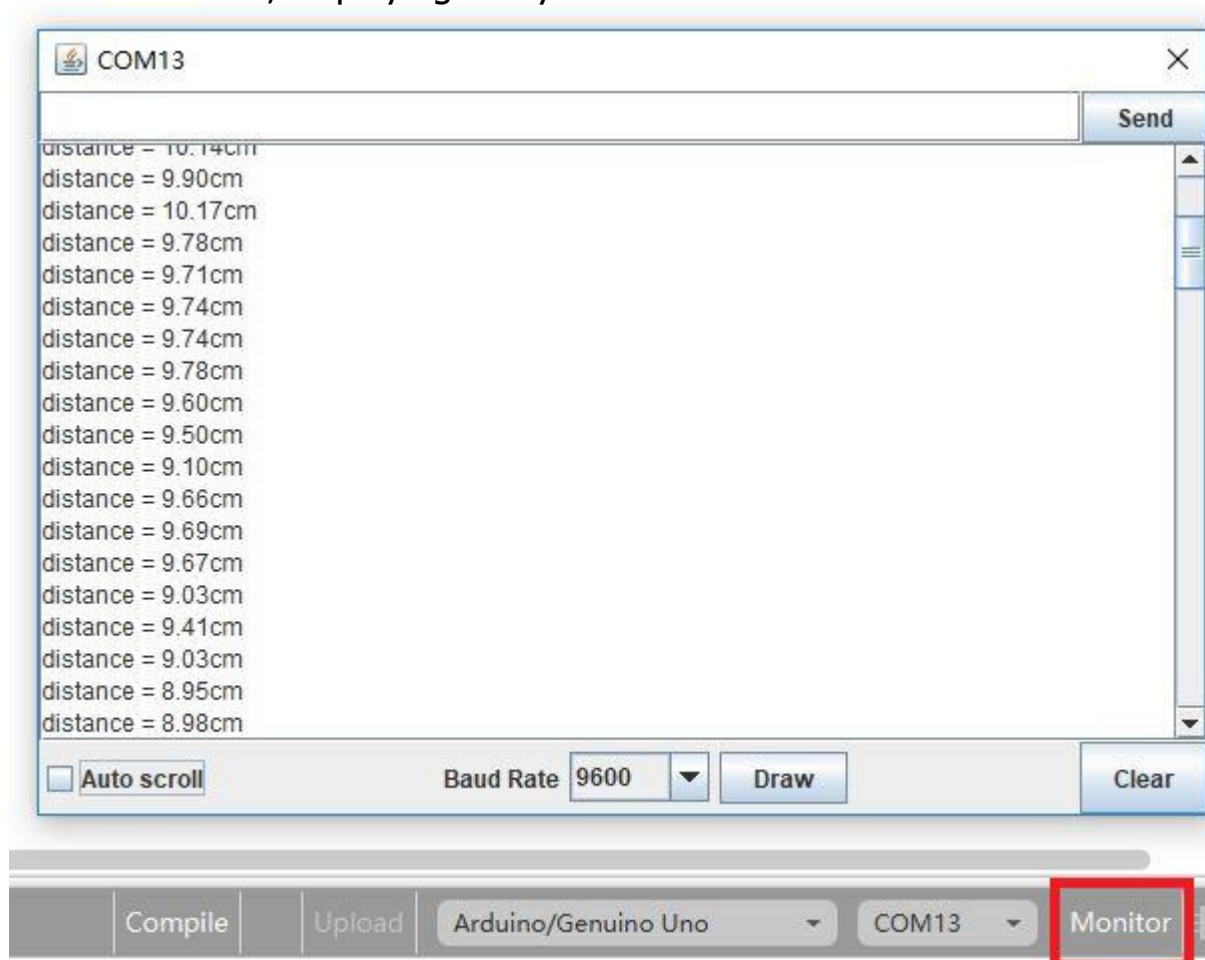 COM13
Send
distance = 10.14cm
distance = 9.90cm
distance = 10.17cm
distance = 9.78cm
distance = 9.71cm
distance = 9.74cm
distance = 9.74cm
distance = 9.78cm
distance = 9.60cm
distance = 9.50cm
distance = 9.10cm
distance = 9.66cm
distance = 9.69cm
distance = 9.67cm
distance = 9.03cm
distance = 9.41cm
distance = 9.03cm
distance = 8.95cm
distance = 8.98cm
Auto scroll Baud Rate 9600 Draw Clear
Compile Upload Arduino/Genuino Uno COM13 Monitor